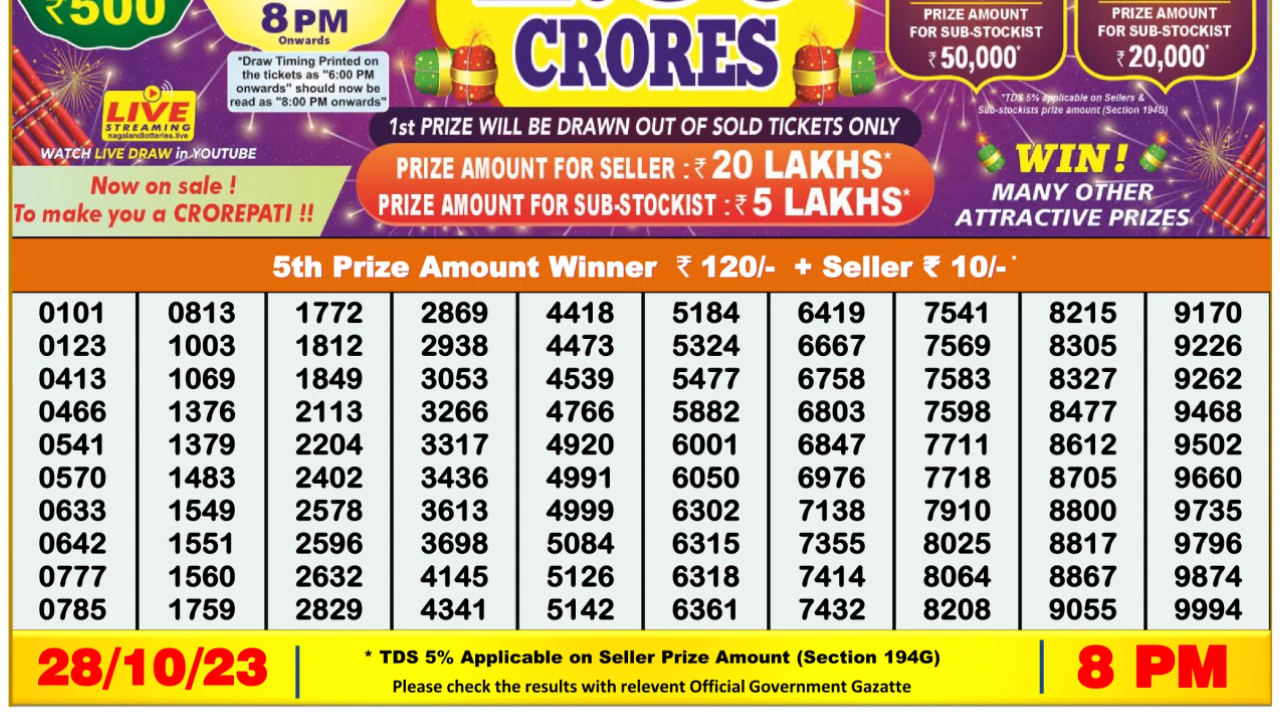 ₹500
8 PM
Onwards
"Draw Timing Printed on
the tickets as "6:00 PM
onwards" should now be
read as "8:00 PM onwards"
LIVE
STREAMING
nagalandlotteries.live
WATCH LIVE DRAW in YOUTUBE
Now on sale !
To make you a CROREPATI !!
CRORES
1st PRIZE WILL BE DRAWN OUT OF SOLD TICKETS ONLY
PRIZE AMOUNT FOR SELLER : ₹ 20 LAKHS*
PRIZE AMOUNT FOR SUB-STOCKIST : ₹ 5 LAKHS*
PRIZE AMOUNT
FOR SUB-STOCKIST
₹ 50,000*
PRIZE AMOUNT
FOR SUB-STOCKIST
₹ 20,000*
*TDS 5% applicable on Sellers &
Sub-stockists prize amount (Section 194G)
WIN !
MANY OTHER
ATTRACTIVE PRIZES
5th Prize Amount Winner ₹ 120/- + Seller ₹ 10/- *
0101 0813 1772 2869 4418 5184 6419 7541 8215 9170
0123 1003 1812 2938 4473 5324 6667 7569 8305 9226
0413 1069 1849 3053 4539 5477 6758 7583 8327 9262
0466 1376 2113 3266 4766 5882 6803 7598 8477 9468
0541 1379 2204 3317 4920 6001 6847 7711 8612 9502
0570 1483 2402 3436 4991 6050 6976 7718 8705 9660
0633 1549 2578 3613 4999 6302 7138 7910 8800 9735
0642 1551 2596 3698 5084 6315 7355 8025 8817 9796
0777 1560 2632 4145 5126 6318 7414 8064 8867 9874
0785 1759 2829 4341 5142 6361 7432 8208 9055 9994
28/10/23
* TDS 5% Applicable on Seller Prize Amount (Section 194G)
Please check the results with relevent Official Government Gazatte
8 PM